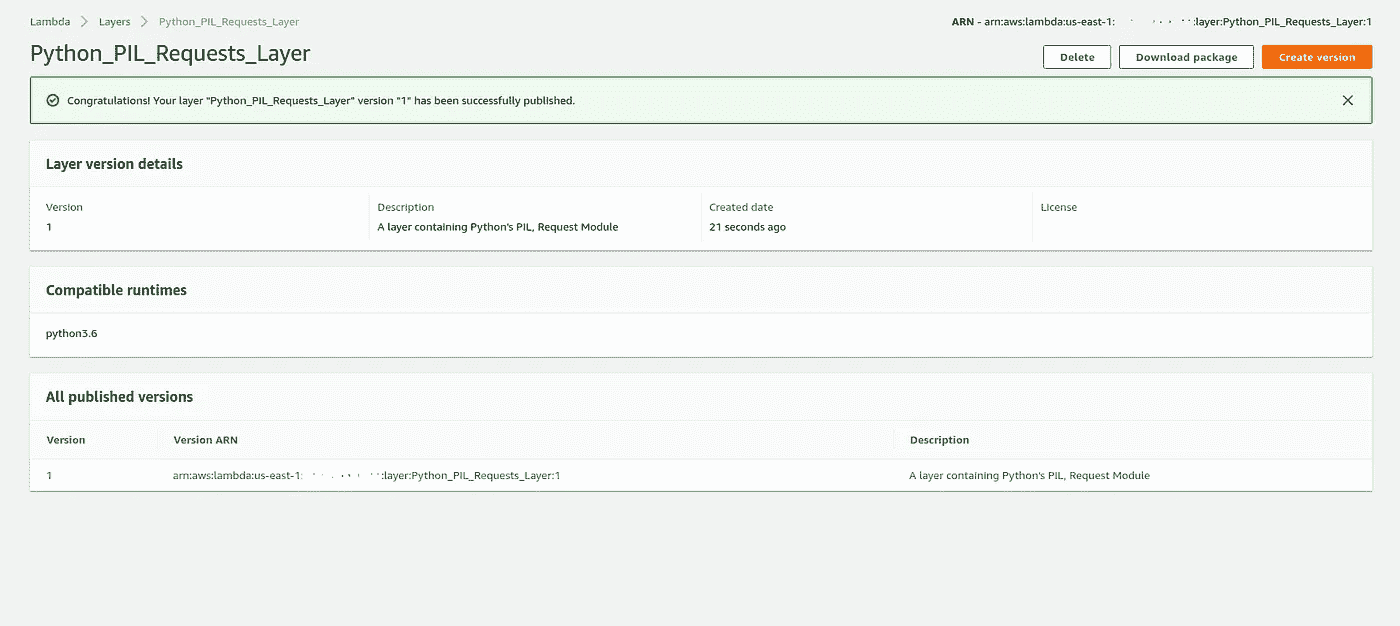 Lambda > Layers > Python_PIL_Requests_Layer
ARN - arn:aws:lambda:us-east-1: :layer:Python_PIL_Requests_Layer:1
Python_PIL_Requests_Layer
Delete Download package Create version
Congratulations! Your layer "Python_PIL_Requests_Layer" version "1" has been successfully published.
Layer version details
Version Description Created date License
1 A layer containing Python's PIL, Request Module 21 seconds ago
Compatible runtimes
python3.6
All published versions
Version Version ARN Description
1 arn:aws:lambda:us-east-1: :layer:Python_PIL_Requests_Layer:1 A layer containing Python's PIL, Request Module